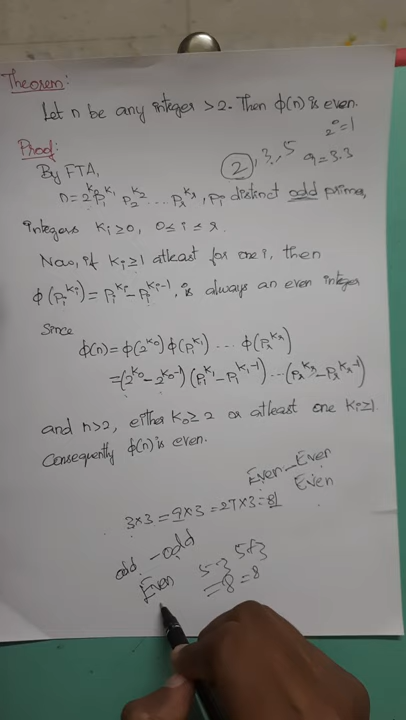 Theorem:
Let n be any integer > 2. Then ϕ(n) is even.
2⁰=1
Proof:
2, 3, 5
9=3·3
By FTA,
n=2^{k₀} p₁^{k₁} p₂^{k₂} ... p_r^{k_r}, pᵢ distinct odd primes,
integers kᵢ≥0, 0≤i≤r.
Now, if kᵢ≥1 atleast for one i, then
ϕ(pᵢ^{kᵢ}) = pᵢ^{kᵢ} - pᵢ^{kᵢ-1}, is always an even integer
Since
ϕ(n)=ϕ(2^{k₀}) ϕ(p₁^{k₁}) ... ϕ(p_r^{k_r})
=(2^{k₀}-2^{k₀-1}) (p₁^{k₁}-p₁^{k₁-1}) ... (p_r^{k_r}-p_r^{k_r-1})
and n>2, either k₀≥2 or atleast one kᵢ≥1.
Consequently ϕ(n) is even.
Even - Even
Even
3×3=9×3=27×3=81
odd - odd
Even
5+3
=8=8